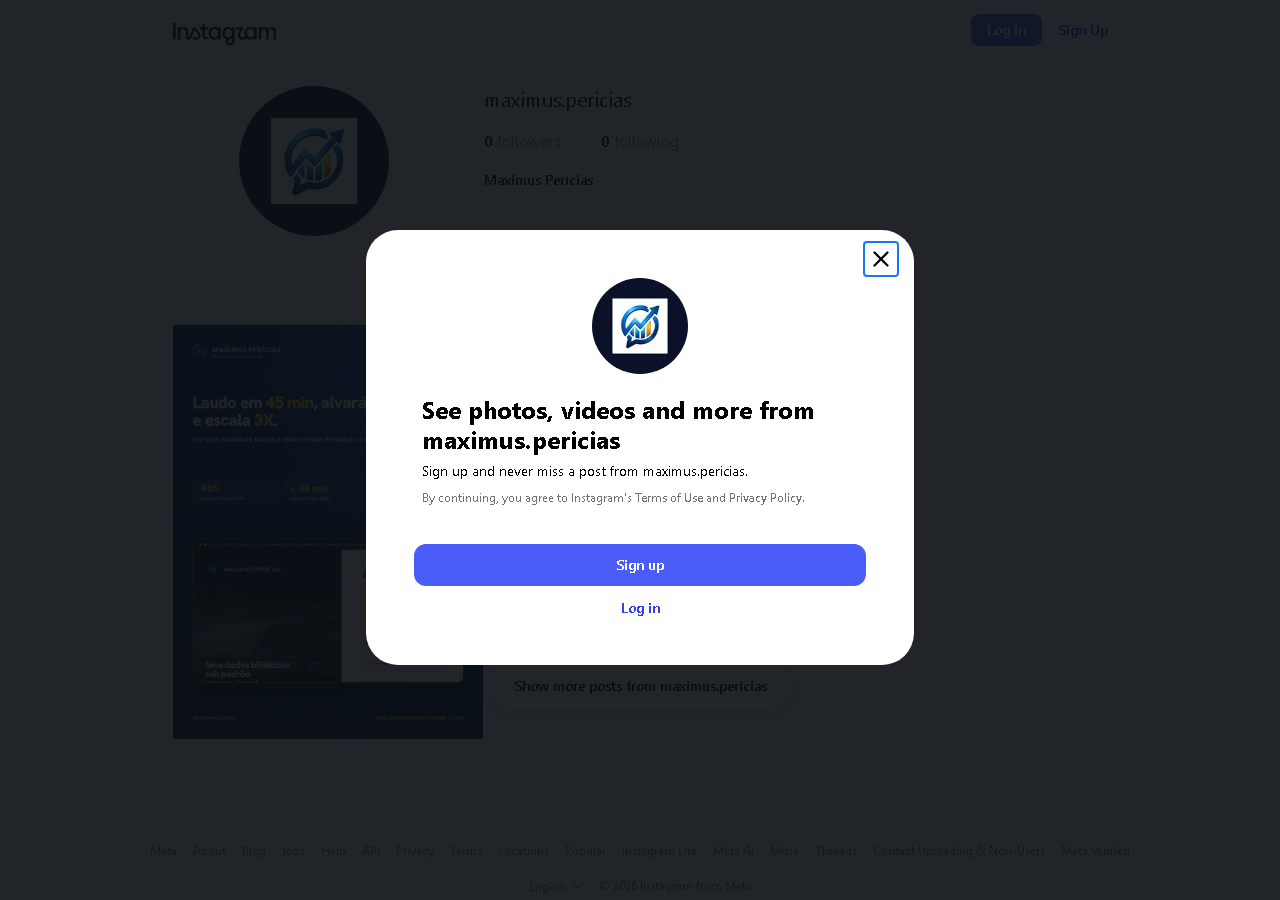 Instagram
Log In
Sign Up
maximus.pericias
0 followers
0 following
Maximus Perícias
MAXIMUS PERÍCIAS
Laudo em 45 min, alvará
e escala 3X.
-95%
< 45 min
MAXIMUS PERÍCIAS
Seus dados blindados
sob padrão
See photos, videos and more from
maximus.pericias
Sign up and never miss a post from maximus.pericias.
By continuing, you agree to Instagram's Terms of Use and Privacy Policy.
Sign up
Log in
Show more posts from maximus.pericias
Meta About Blog Jobs Help API Privacy Terms Locations Popular Instagram Lite Meta AI Muse Threads Contact Uploading & Non-Users Meta Verified
English © 2026 Instagram from Meta